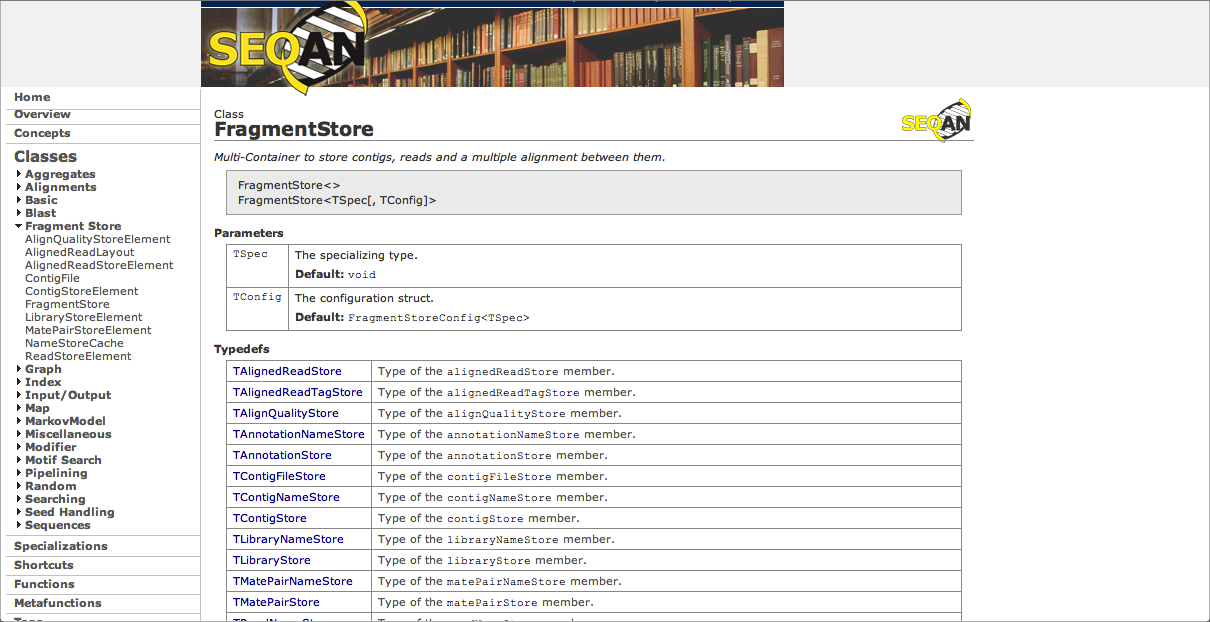 SEQAN
Home
Overview
Concepts
Classes
Aggregates
Alignments
Basic
Blast
Fragment Store
AlignQualityStoreElement
AlignedReadLayout
AlignedReadStoreElement
ContigFile
ContigStoreElement
FragmentStore
LibraryStoreElement
MatePairStoreElement
NameStoreCache
ReadStoreElement
Graph
Index
Input/Output
Map
MarkovModel
Miscellaneous
Modifier
Motif Search
Pipelining
Random
Searching
Seed Handling
Sequences
Specializations
Shortcuts
Functions
Metafunctions
Class
FragmentStore
SEQAN
Multi-Container to store contigs, reads and a multiple alignment between them.
FragmentStore<>
FragmentStore<TSpec[, TConfig]>
Parameters
TSpec The specializing type.
Default: void
TConfig The configuration struct.
Default: FragmentStoreConfig<TSpec>
Typedefs
TAlignedReadStore Type of the alignedReadStore member.
TAlignedReadTagStore Type of the alignedReadTagStore member.
TAlignQualityStore Type of the alignQualityStore member.
TAnnotationNameStore Type of the annotationNameStore member.
TAnnotationStore Type of the annotationStore member.
TContigFileStore Type of the contigFileStore member.
TContigNameStore Type of the contigNameStore member.
TContigStore Type of the contigStore member.
TLibraryNameStore Type of the libraryNameStore member.
TLibraryStore Type of the libraryStore member.
TMatePairNameStore Type of the matePairNameStore member.
TMatePairStore Type of the matePairStore member.